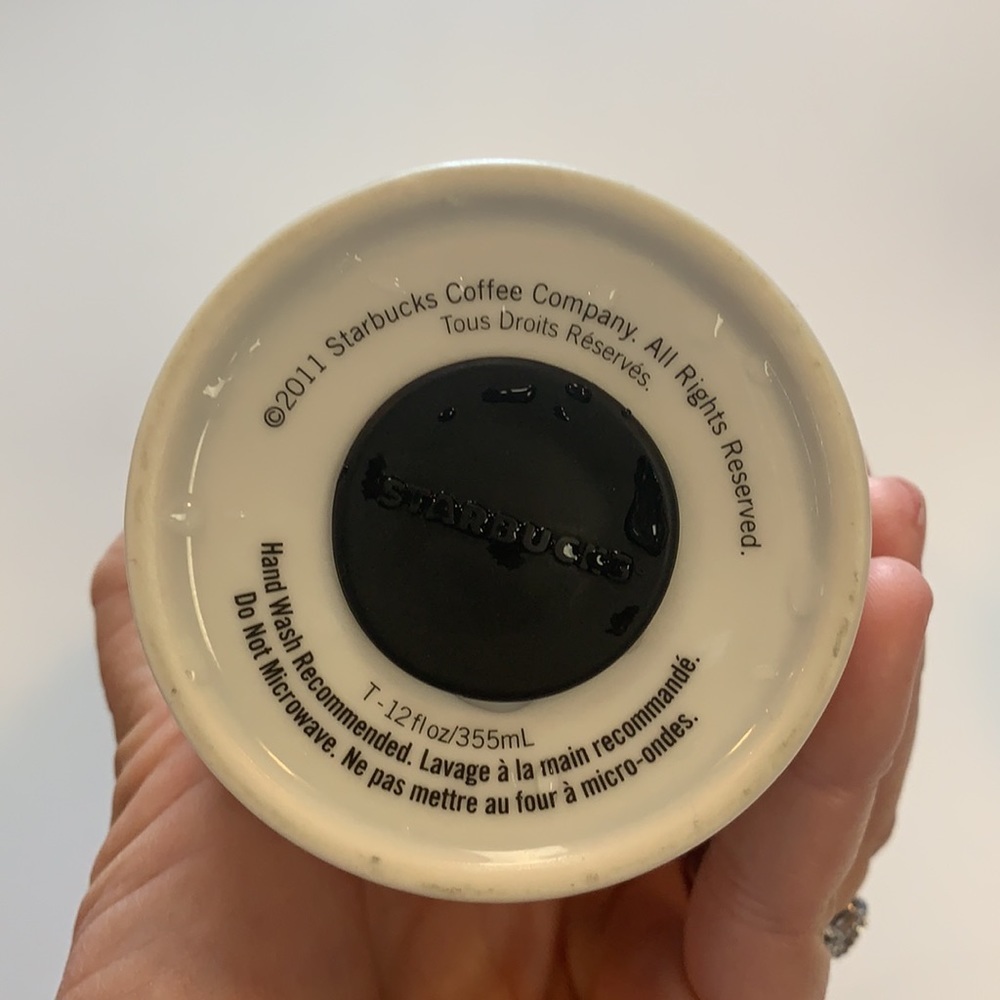 ©2011 Starbucks Coffee Company. All Rights Reserved.
Tous Droits Réservés.
STARBUCKS
T-12 fl oz/355mL
Hand Wash Recommended. Lavage à la main recommandé.
Do Not Microwave. Ne pas mettre au four à micro-ondes.